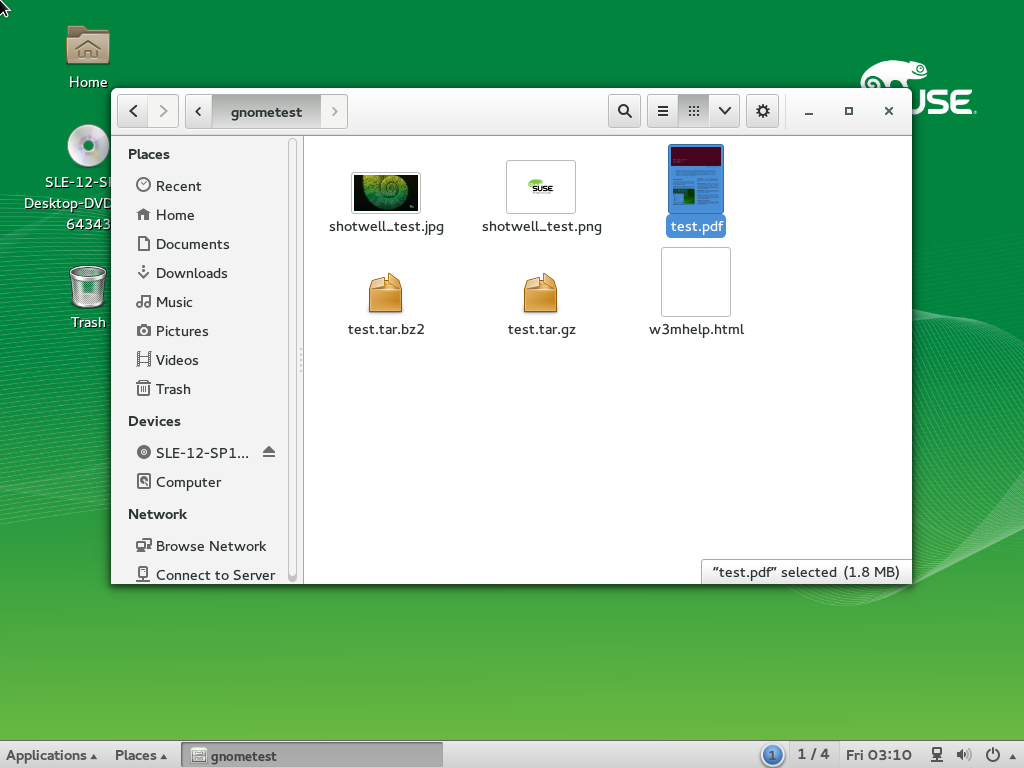 Home
SUSE
SLE-12-S
Desktop-DVD
64343
Trash
gnometest
Places
Recent
Home
Documents
Downloads
Music
Pictures
Videos
Trash
Devices
SLE-12-SP1...
Computer
Network
Browse Network
Connect to Server
shotwell_test.jpg
SUSE
shotwell_test.png
test.pdf
test.tar.bz2
test.tar.gz
w3mhelp.html
"test.pdf" selected (1.8 MB)
Applications
Places
gnometest
1
1 / 4
Fri 03:10